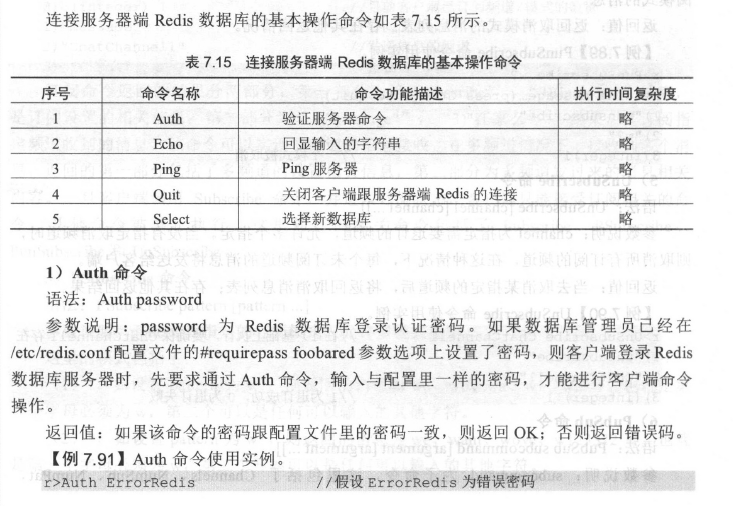 连接服务器端 Redis 数据库的基本操作命令如表 7.15 所示。
表 7.15 连接服务器端 Redis 数据库的基本操作命令
序号 命令名称 命令功能描述 执行时间复杂度
1 Auth 验证服务器命令 略
2 Echo 回显输入的字符串 略
3 Ping Ping 服务器 略
4 Quit 关闭客户端跟服务器端 Redis 的连接 略
5 Select 选择新数据库 略
1）Auth 命令
语法：Auth password
参数说明：password 为 Redis 数据库登录认证密码。如果数据库管理员已经在
/etc/redis.conf 配置文件的#requirepass foobared 参数选项上设置了密码，则客户端登录 Redis
数据库服务器时，先要求通过 Auth 命令，输入与配置里一样的密码，才能进行客户端命令
操作。
返回值：如果该命令的密码跟配置文件里的密码一致，则返回 OK；否则返回错误码。
【例 7.91】Auth 命令使用实例。
r>Auth ErrorRedis //假设 ErrorRedis 为错误密码